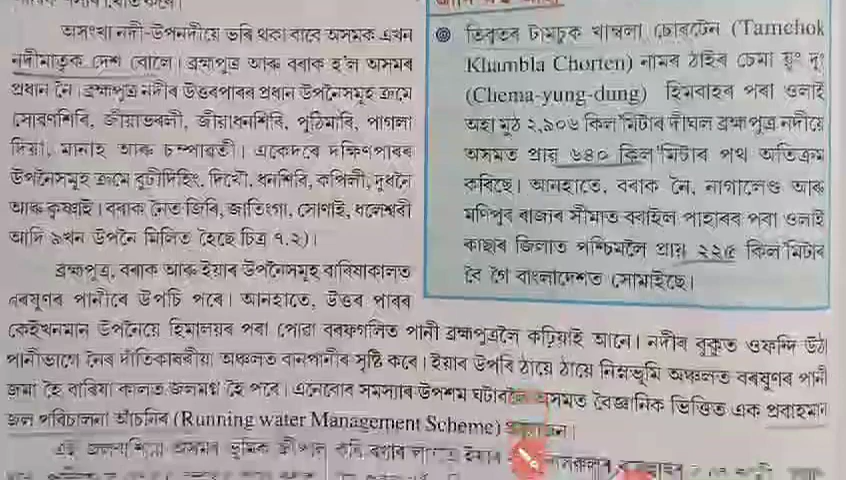 অসংখ্য নদী-উপনদীয়ে ভৰি থকা বাবে অসমক এখন
নদীমাতৃক দেশ বোলে। ব্ৰহ্মপুত্ৰ আৰু বৰাক হ'ল অসমৰ
প্ৰধান নৈ। ব্ৰহ্মপুত্ৰ নদীৰ উত্তৰপাৰৰ প্ৰধান উপনৈসমূহ ক্ৰমে
সোৱণশিৰি, জীয়াভৰলী, জীয়াধনশিৰি, পুঠিমাৰি, পাগলা
দিয়া, মানাহ আৰু চম্পাৱতী। একেদৰে দক্ষিণপাৰৰ
উপনৈসমূহ ক্ৰমে বুঢ়ীদিহিং, দিখৌ, ধনশিৰি, কপিলী, দুধনৈ
আৰু কৃষ্ণাই। বৰাক নৈত জিৰি, জাতিংগা, সোণাই, ধলেশ্বৰী
আদি ৯খন উপনৈ মিলিত হৈছে চিত্ৰ ৭.২)।
ব্ৰহ্মপুত্ৰ, বৰাক আৰু ইয়াৰ উপনৈসমূহ বাৰিষাকালত
বৰষুণৰ পানীৰে উপচি পৰে। আনহাতে, উত্তৰ পাৰৰ
কেইখনমান উপনৈয়ে হিমালয়ৰ পৰা পোৱা বৰফগলিত পানী ব্ৰহ্মপুত্ৰলৈ কঢ়িয়াই আনে। নদীৰ বুকুত ওফন্দি উঠা
পানীভাগে নৈৰ দাঁতিকাষৰীয়া অঞ্চলত বানপানীৰ সৃষ্টি কৰে। ইয়াৰ উপৰি ঠায়ে ঠায়ে নিম্নভূমি অঞ্চলত বৰষুণৰ পানী
জমা হৈ বাৰিষা কালত জলমগ্ন হৈ পৰে। এনেবোৰ সমস্যাৰ উপশম ঘটাবলৈ অসমত বৈজ্ঞানিক ভিত্তিত এক প্ৰবাহমান
জল পৰিচালনা আঁচনিৰ (Running water Management Scheme)
◎ তিব্বতৰ টামচুক খাম্বলা চোৰটেন (Tamchok
Khambla Chorten) নামৰ ঠাইৰ চেমা য়ুং দুং
(Chema-yung-dung) হিমবাহৰ পৰা ওলাই
অহা মুঠ ২,৯০৬ কিল'মিটাৰ দীঘল ব্ৰহ্মপুত্ৰ নদীয়ে
অসমত প্ৰায় ৬৪০ কিল'মিটাৰ পথ অতিক্ৰম
কৰিছে। আনহাতে, বৰাক নৈ, নাগালেণ্ড আৰু
মণিপুৰ ৰাজ্যৰ সীমাত বৰাইল পাহাৰৰ পৰা ওলাই
কাছাৰ জিলাত পশ্চিমলৈ প্ৰায় ২২৫ কিল'মিটাৰ
বৈ গৈ বাংলাদেশত সোমাইছে।